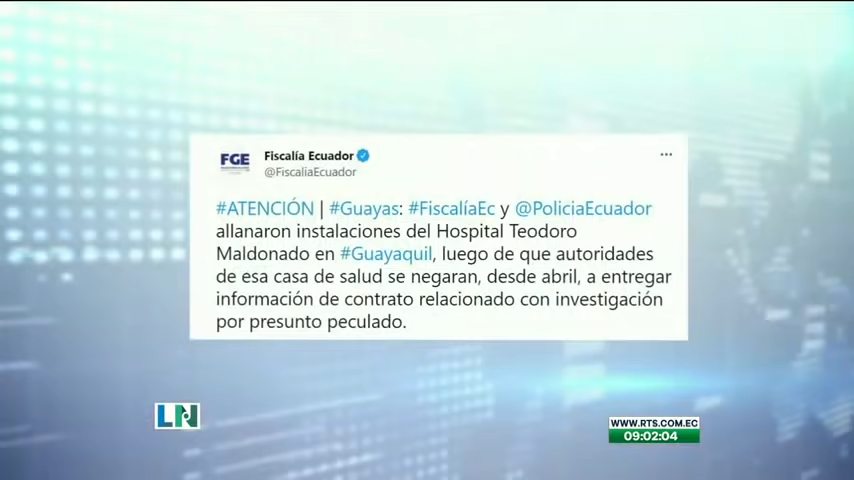 FGE
Fiscalía Ecuador
@FiscaliaEcuador
#ATENCIÓN | #Guayas: #FiscalíaEc y @PoliciaEcuador
allanaron instalaciones del Hospital Teodoro
Maldonado en #Guayaquil, luego de que autoridades
de esa casa de salud se negaran, desde abril, a entregar
información de contrato relacionado con investigación
por presunto peculado.
LN
WWW.RTS.COM.EC
09:02:04